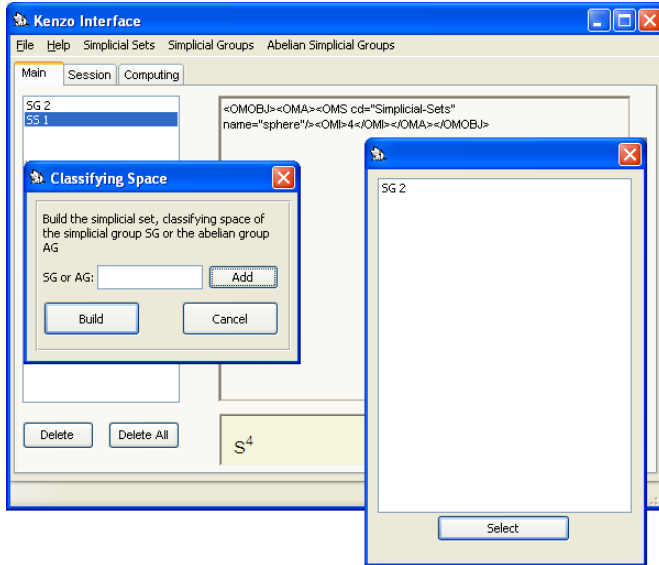 Kenzo Interface
File Help Simplicial Sets Simplicial Groups Abelian Simplicial Groups
Main Session Computing
SG 2
SS 1
<OMOBJ><OMA><OMS cd="Simplicial-Sets"
name="sphere"/><OMI>4</OMI></OMA></OMOBJ>
Classifying Space
Build the simplicial set, classifying space of
the simplicial group SG or the abelian group
AG
SG or AG: Add
Build Cancel
SG 2
Delete Delete All
S⁴
Select